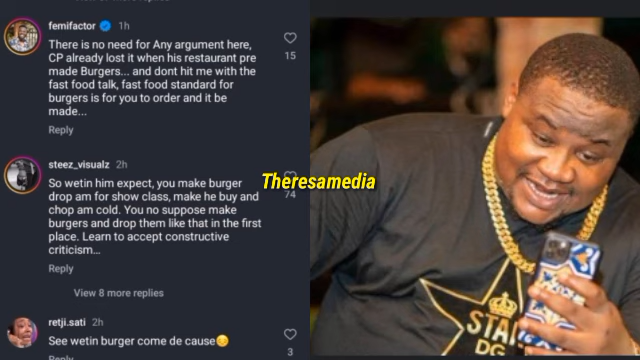 femifactor 1h
There is no need for Any argument here,
CP already lost it when his restaurant pre
made Burgers... and dont hit me with the
fast food talk, fast food standard for
burgers is for you to order and it be
made...
15
Reply
steez_visualz 2h
So wetin him expect, you make burger
drop am for show class, make he buy and
chop am cold. You no suppose make
burgers and drop them like that in the first
place. Learn to accept constructive
criticism...
74
Reply
View 8 more replies
retji.sati 2h
See wetin burger come de cause
3
Theresamedia
STAR
DG